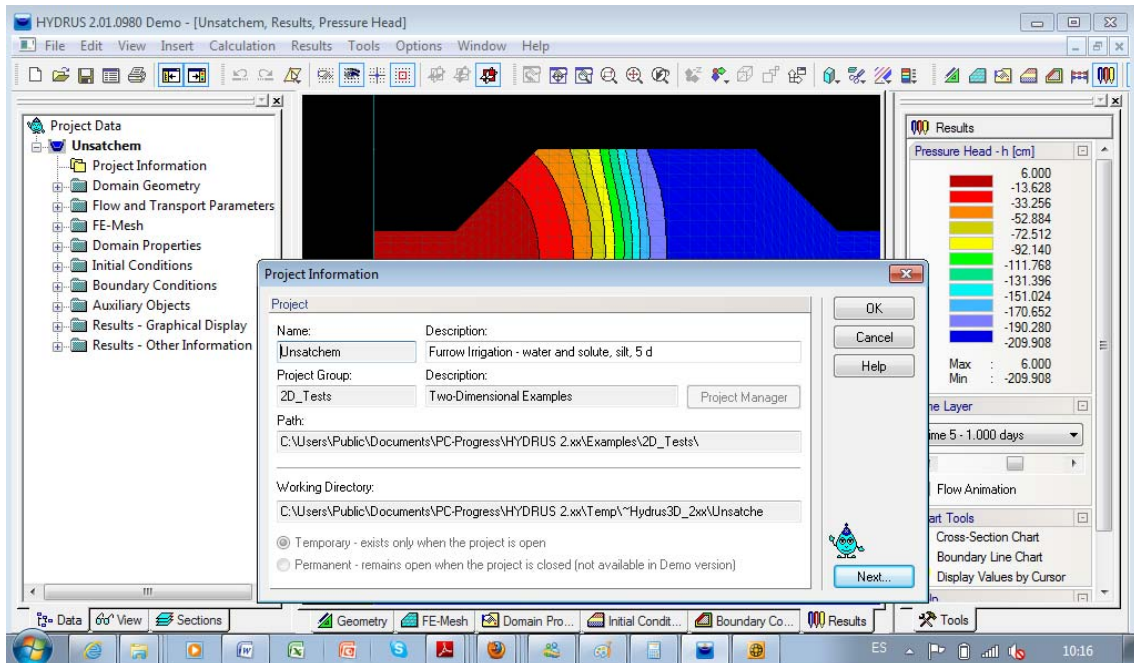 HYDRUS 2.01.0980 Demo - [Unsatchem, Results, Pressure Head]
File Edit View Insert Calculation Results Tools Options Window Help
Project Data
Unsatchem
Project Information
Domain Geometry
Flow and Transport Parameters
FE-Mesh
Domain Properties
Initial Conditions
Boundary Conditions
Auxiliary Objects
Results - Graphical Display
Results - Other Information
Project Information
Project
Name:
Description:
Unsatchem
Furrow Irrigation - water and solute, silt, 5 d
Project Group:
Description:
2D_Tests
Two-Dimensional Examples
Project Manager
Path:
C:\Users\Public\Documents\PC-Progress\HYDRUS 2.xx\Examples\2D_Tests\
Working Directory:
C:\Users\Public\Documents\PC-Progress\HYDRUS 2.xx\Temp\~Hydrus3D_2xx\Unsatche
Temporary - exists only when the project is open
Permanent - remains open when the project is closed (not available in Demo version)
OK
Cancel
Help
Next...
Results
Pressure Head - h [cm]
6.000
-13.628
-33.256
-52.884
-72.512
-92.140
-111.768
-131.396
-151.024
-170.652
-190.280
-209.908
Max : 6.000
Min : -209.908
ne Layer
ime 5 - 1.000 days
Flow Animation
art Tools
Cross-Section Chart
Boundary Line Chart
Display Values by Cursor
Data View Sections
Geometry FE-Mesh Domain Pro... Initial Condit... Boundary Co... Results
Tools
ES 10:16